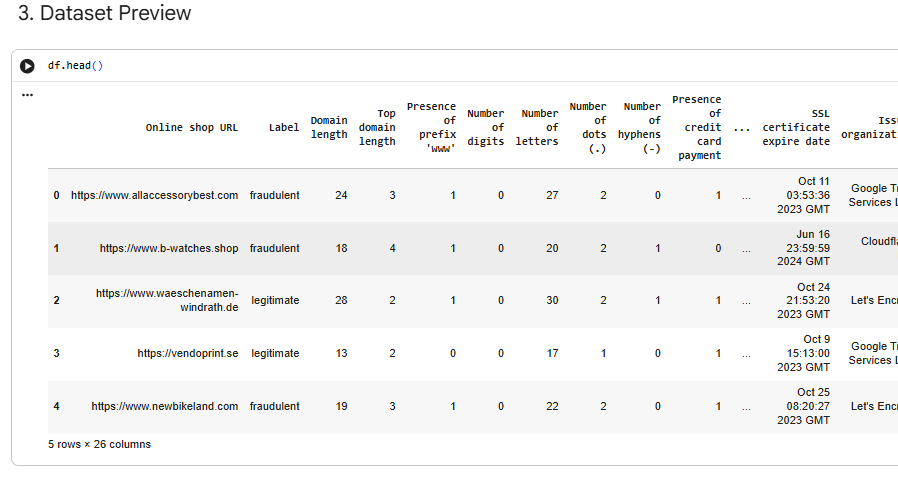 3. Dataset Preview
df.head()
...
Online shop URL Label Domain length Top domain length Presence of prefix 'www' Number of digits Number of letters Number of dots (.) Number of hyphens (-) Presence of credit card payment ... SSL certificate expire date
0 https://www.allaccessorybest.com fraudulent 24 3 1 0 27 2 0 1 ... Oct 11 03:53:36 2023 GMT Google Services
1 https://www.b-watches.shop fraudulent 18 4 1 0 20 2 1 0 ... Jun 16 23:59:59 2024 GMT
2 https://www.waeschenamen-windrath.de legitimate 28 2 1 0 30 2 1 1 ... Oct 24 21:53:20 2023 GMT Let's
3 https://vendoprint.se legitimate 13 2 0 0 17 1 0 1 ... Oct 9 15:13:00 2023 GMT Google Services
4 https://www.newbikeland.com fraudulent 19 3 1 0 22 2 0 1 ... Oct 25 08:20:27 2023 GMT Let's
5 rows × 26 columns